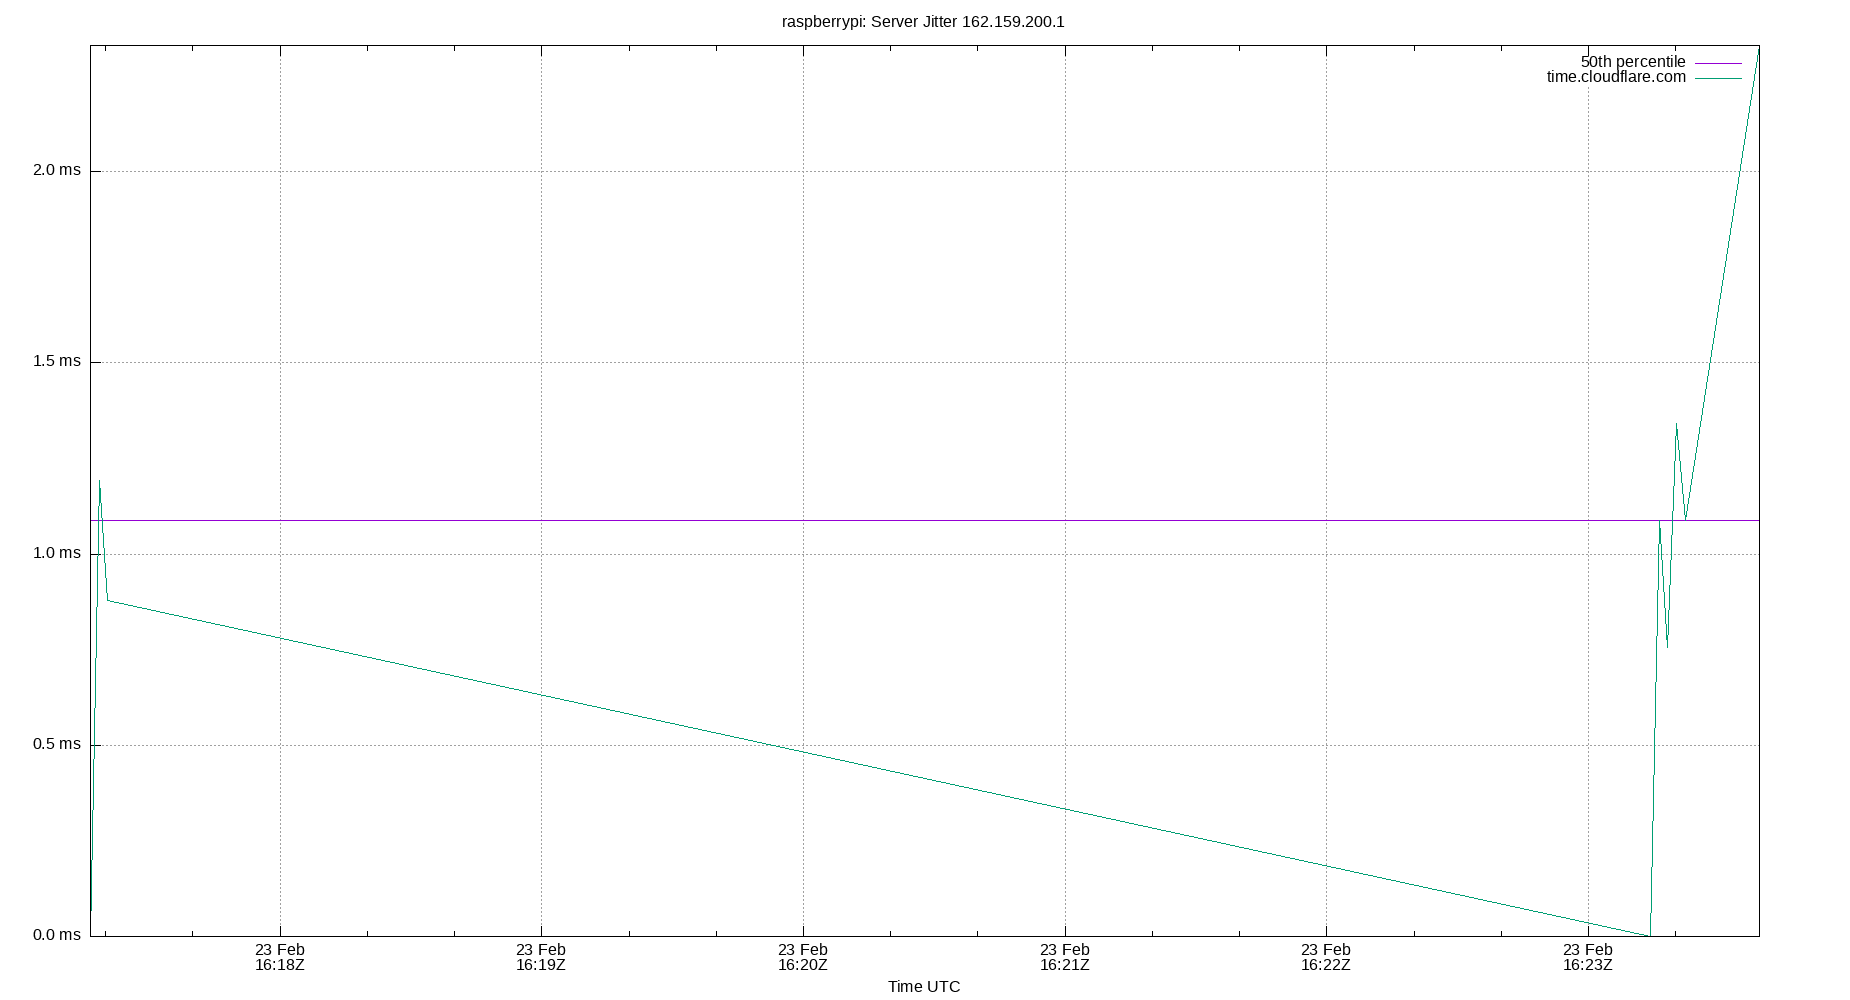 raspberrypi: Server Jitter 162.159.200.1
50th percentile
time.cloudflare.com
2.0 ms
1.5 ms
1.0 ms
0.5 ms
0.0 ms
23 Feb 23 Feb 23 Feb 23 Feb 23 Feb 23 Feb
16:18Z 16:19Z 16:20Z 16:21Z 16:22Z 16:23Z
Time UTC